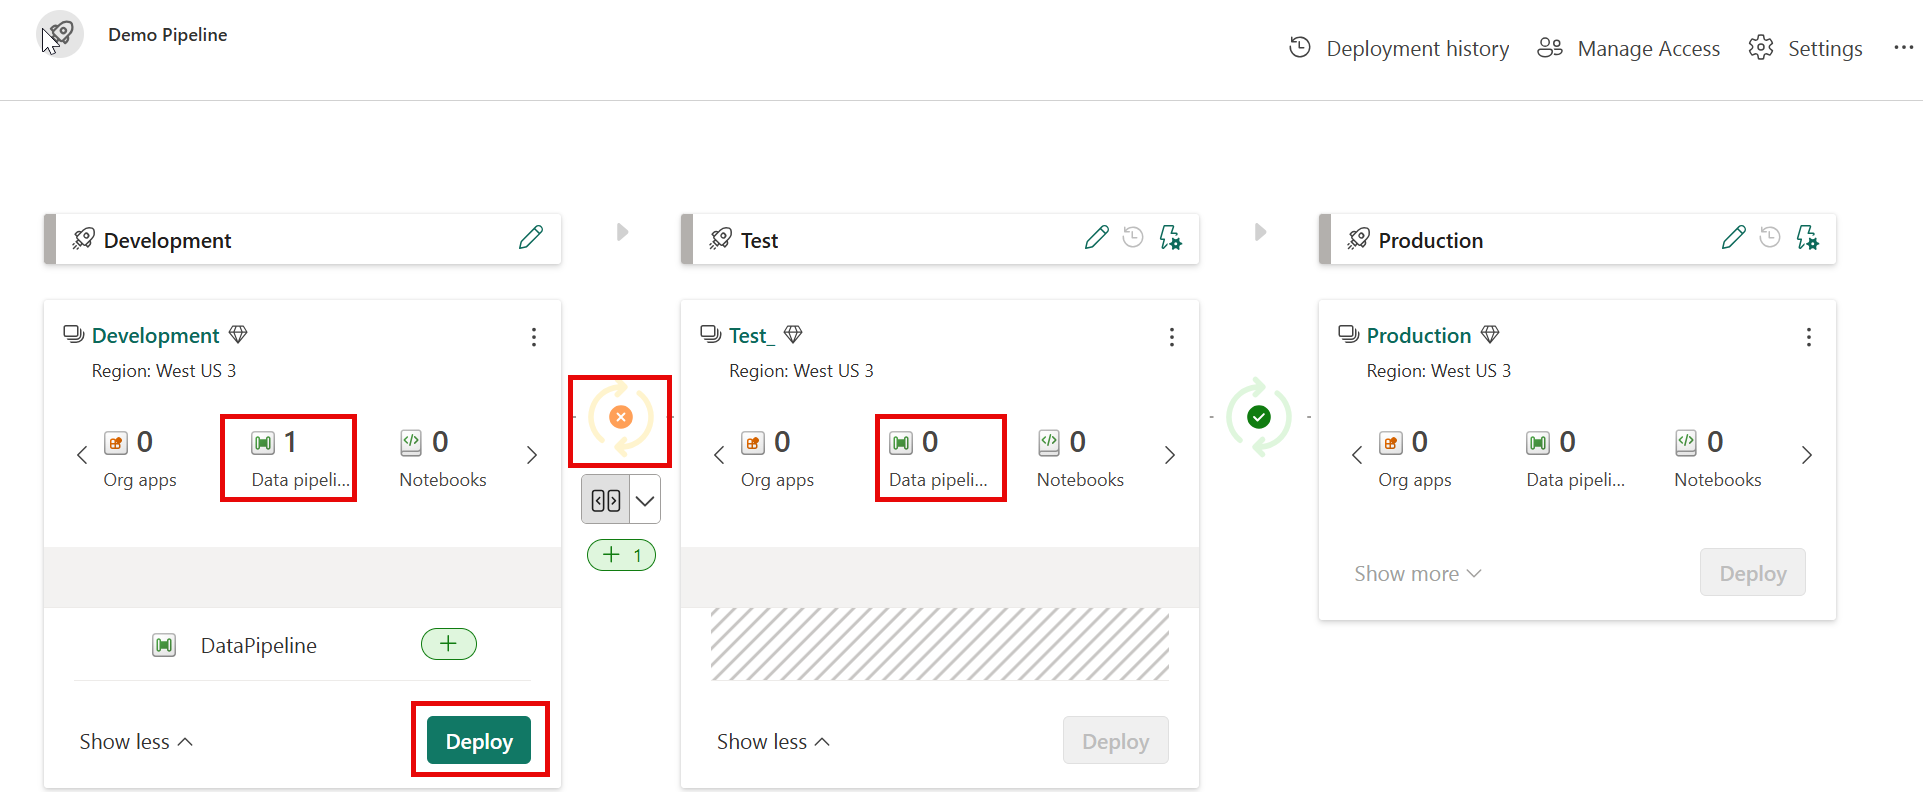 Demo Pipeline
Deployment history
Manage Access
Settings
Development
Test
Production
Development
Region: West US 3
0
Org apps
1
Data pipeli...
0
Notebooks
+ 1
DataPipeline
+
Show less
Deploy
Test_
Region: West US 3
0
Org apps
0
Data pipeli...
0
Notebooks
Show less
Deploy
Production
Region: West US 3
0
Org apps
0
Data pipeli...
0
Notebooks
Show more
Deploy